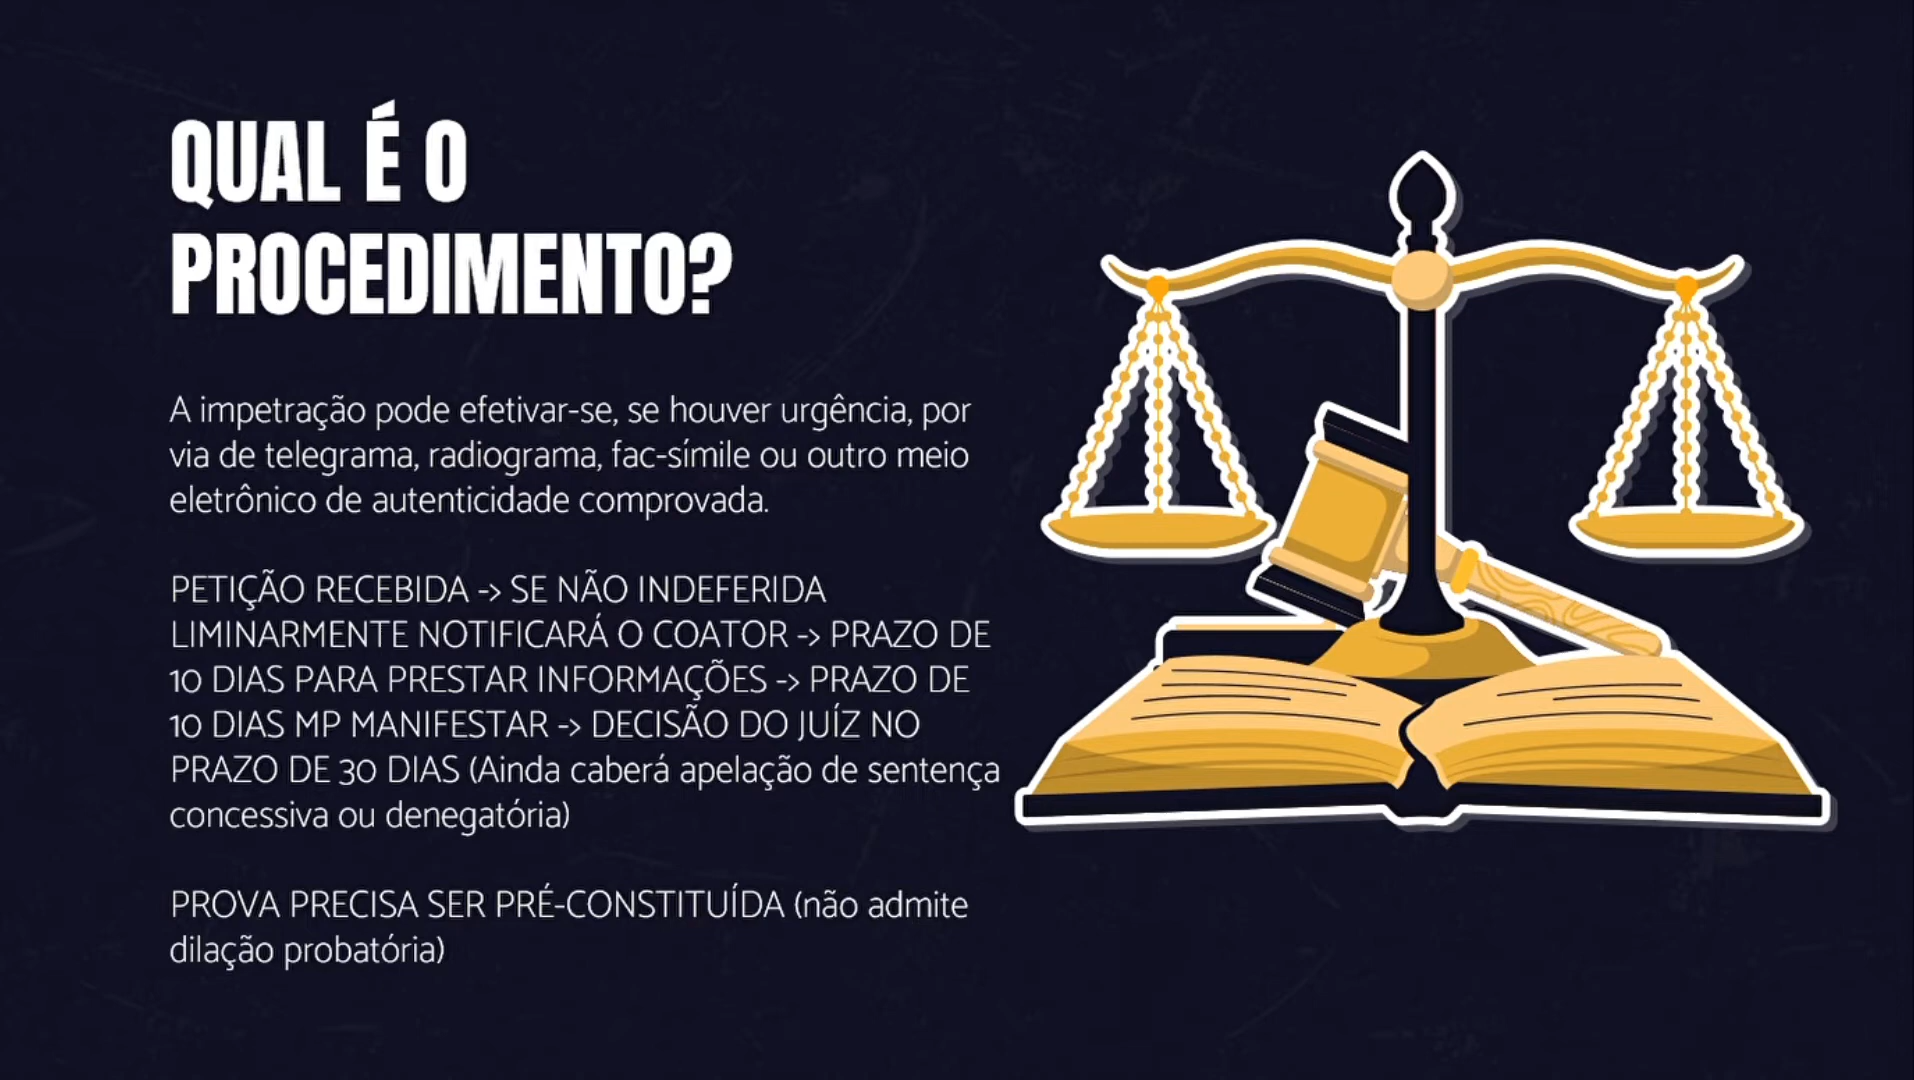 QUAL É O
PROCEDIMENTO?
A impetração pode efetivar-se, se houver urgência, por
via de telegrama, radiograma, fac-símile ou outro meio
eletrônico de autenticidade comprovada.
PETIÇÃO RECEBIDA -> SE NÃO INDEFERIDA
LIMINARMENTE NOTIFICARÁ O COATOR -> PRAZO DE
10 DIAS PARA PRESTAR INFORMAÇÕES -> PRAZO DE
10 DIAS MP MANIFESTAR -> DECISÃO DO JUÍZ NO
PRAZO DE 30 DIAS (Ainda caberá apelação de sentença
concessiva ou denegatória)
PROVA PRECISA SER PRÉ-CONSTITUÍDA (não admite
dilação probatória)